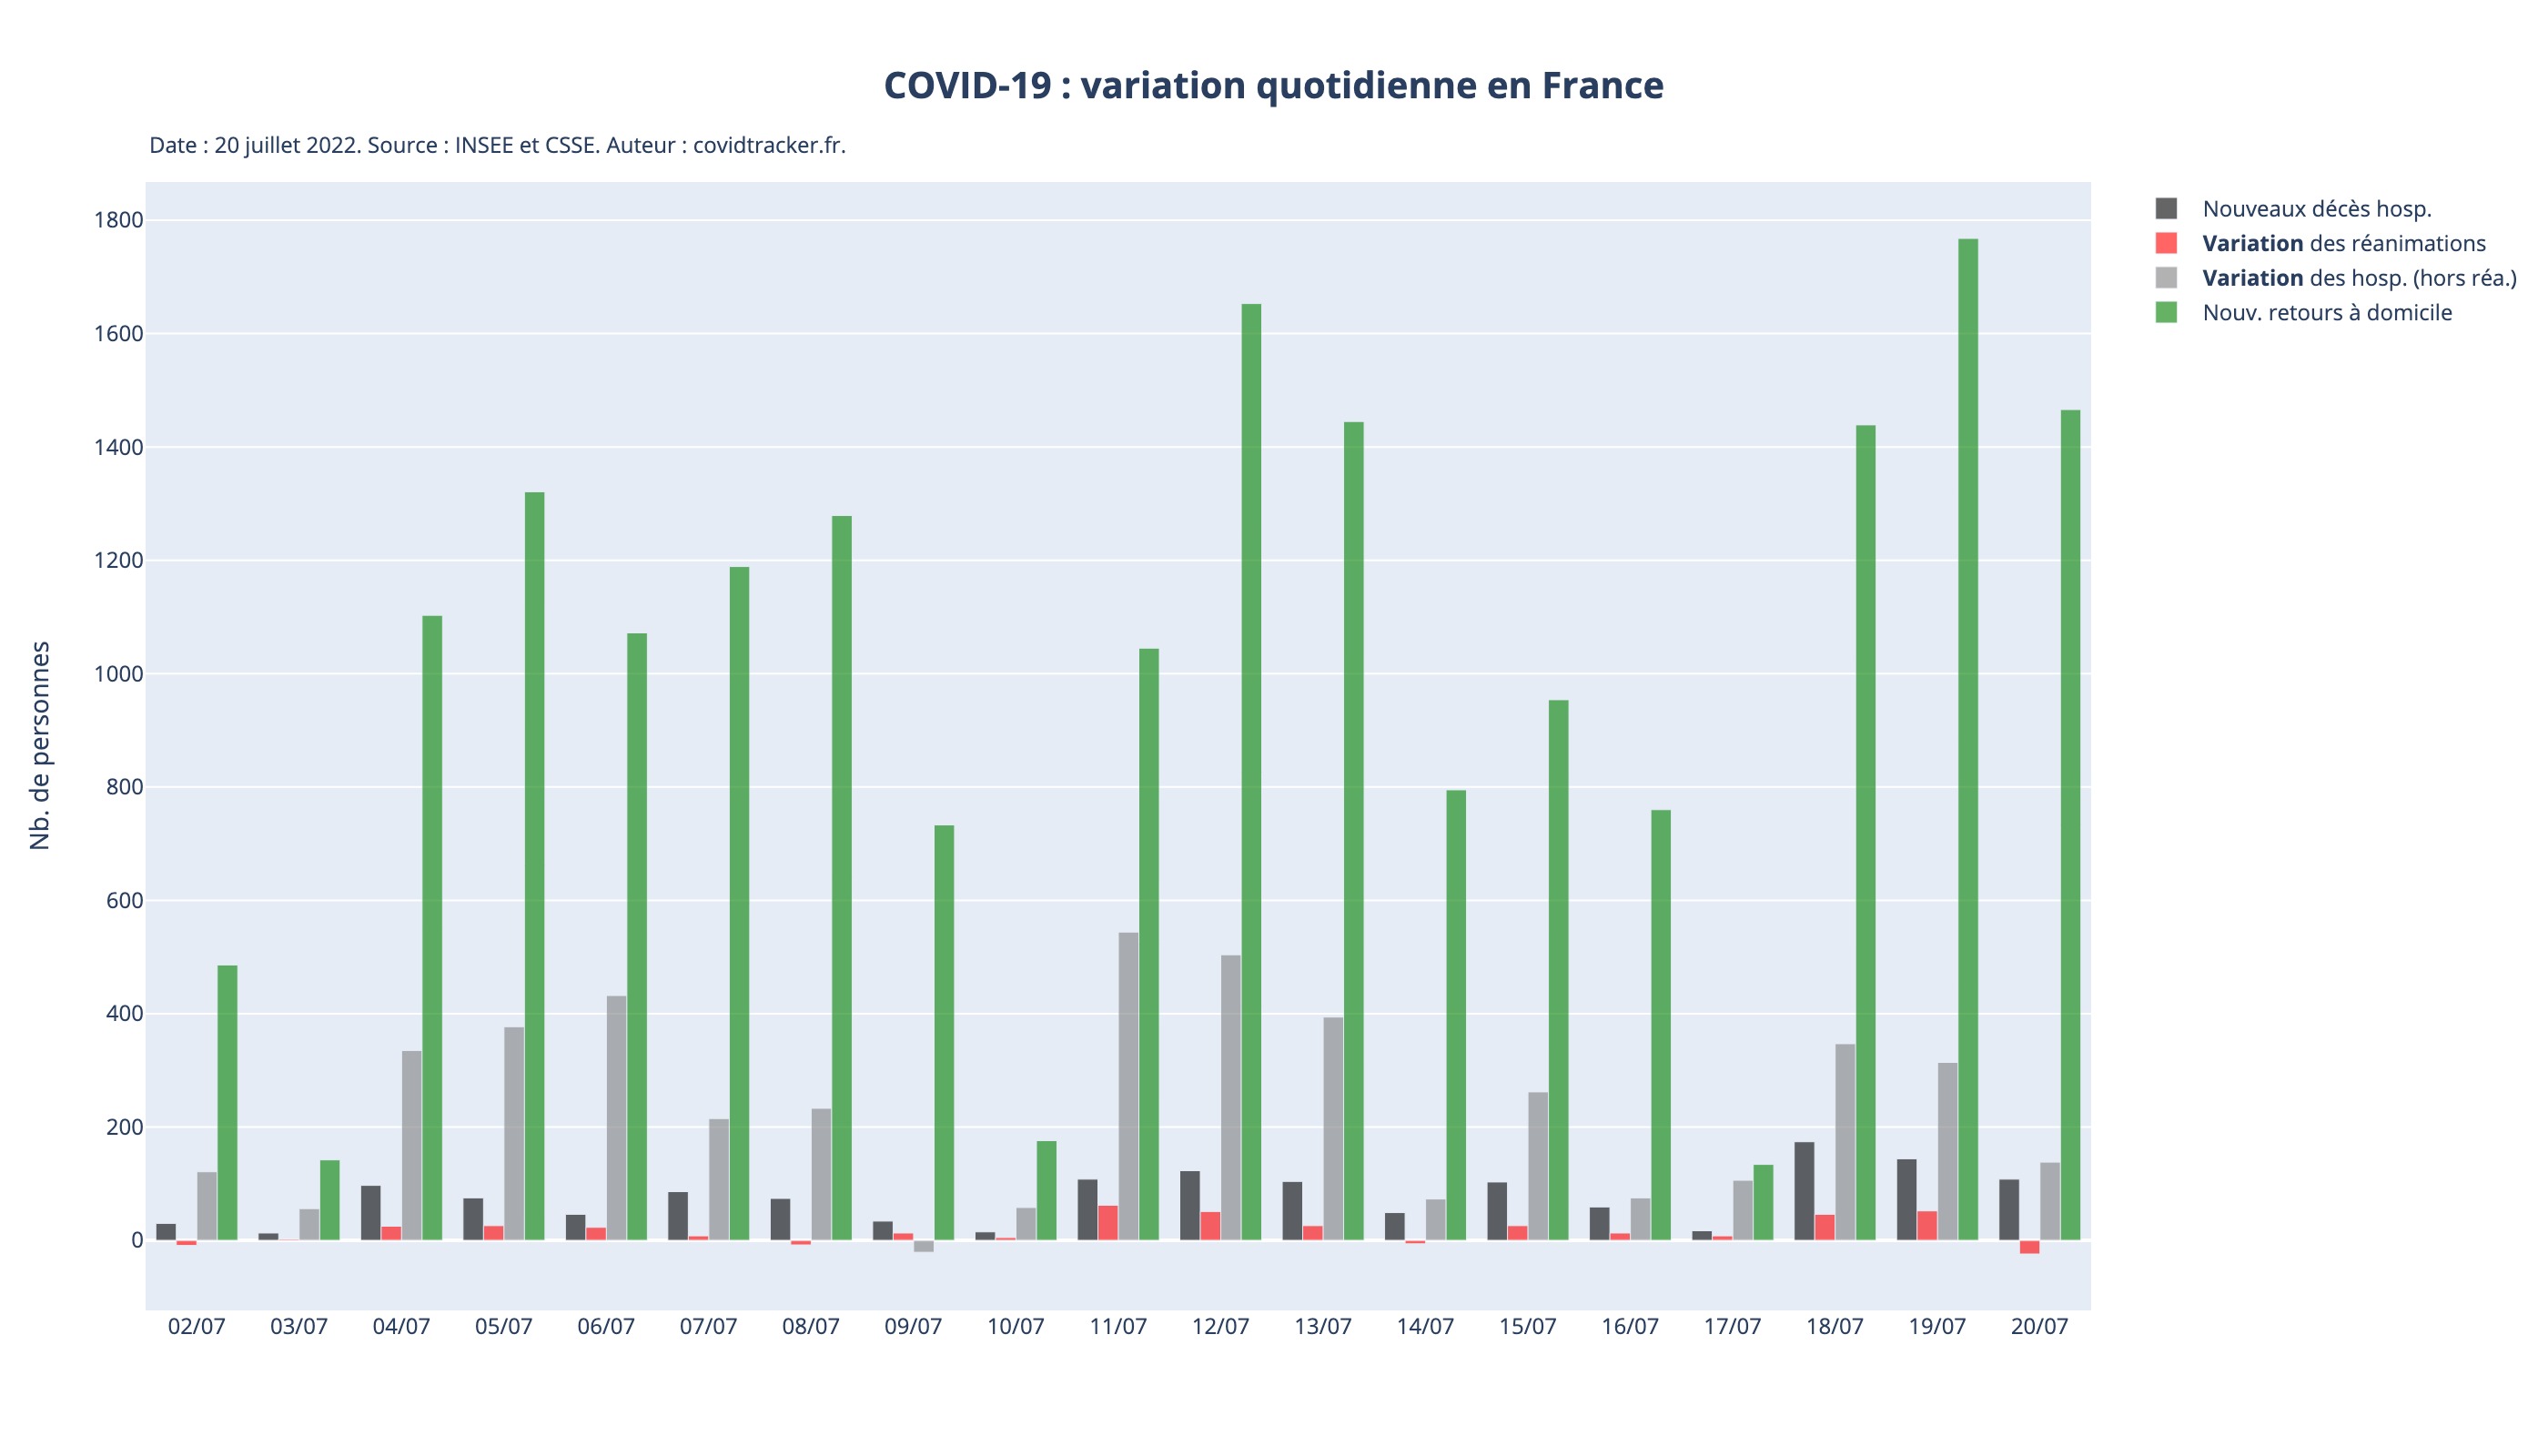 COVID-19 : variation quotidienne en France
Date : 20 juillet 2022. Source : INSEE et CSSE. Auteur : covidtracker.fr.
Nouveaux décès hosp.
Variation des réanimations
Variation des hosp. (hors réa.)
Nouv. retours à domicile
Nb. de personnes
1800
1600
1400
1200
1000
800
600
400
200
0
02/07 03/07 04/07 05/07 06/07 07/07 08/07 09/07 10/07 11/07 12/07 13/07 14/07 15/07 16/07 17/07 18/07 19/07 20/07